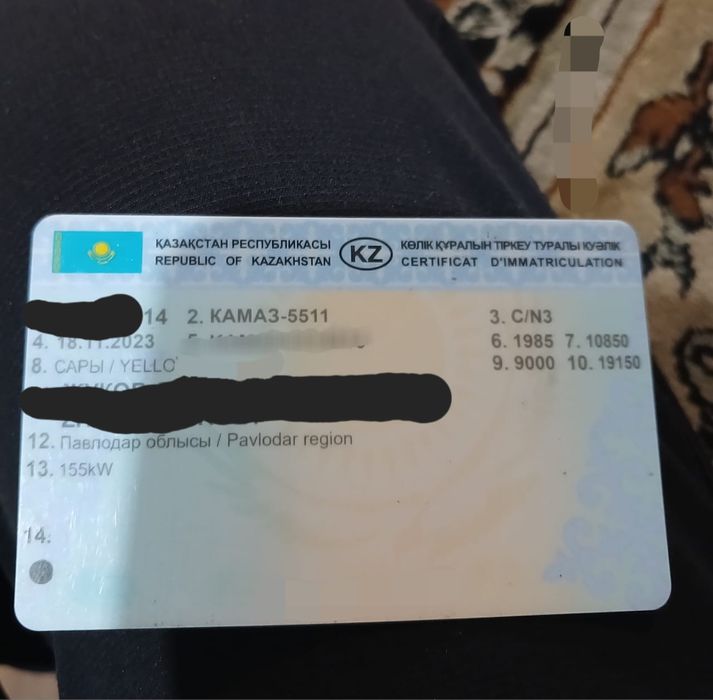 ҚАЗАҚСТАН РЕСПУБЛИКАСЫ
REPUBLIC OF KAZAKHSTAN
KZ
КӨЛІК ҚҰРАЛЫН ТІРКЕУ ТУРАЛЫ КУӘЛІК
CERTIFICAT D'IMMATRICULATION
14 2. КАМАЗ-5511 3. C/N3
4. 18.11.2023 6. 1985 7. 10850
8. САРЫ / YELLO 9. 9000 10. 19150
12. Павлодар облысы / Pavlodar region
13. 155kW
14.